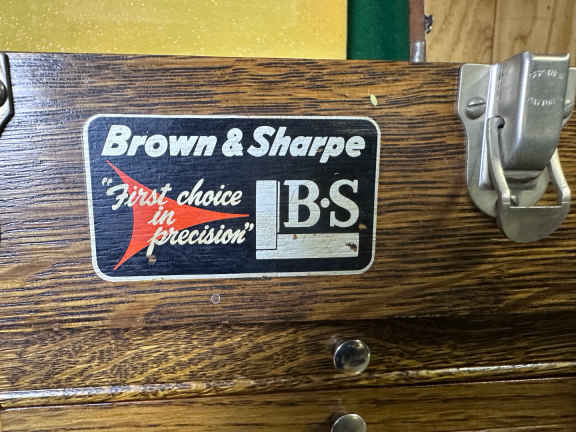 Brown & Sharpe
"First choice
in
precision"
B·S